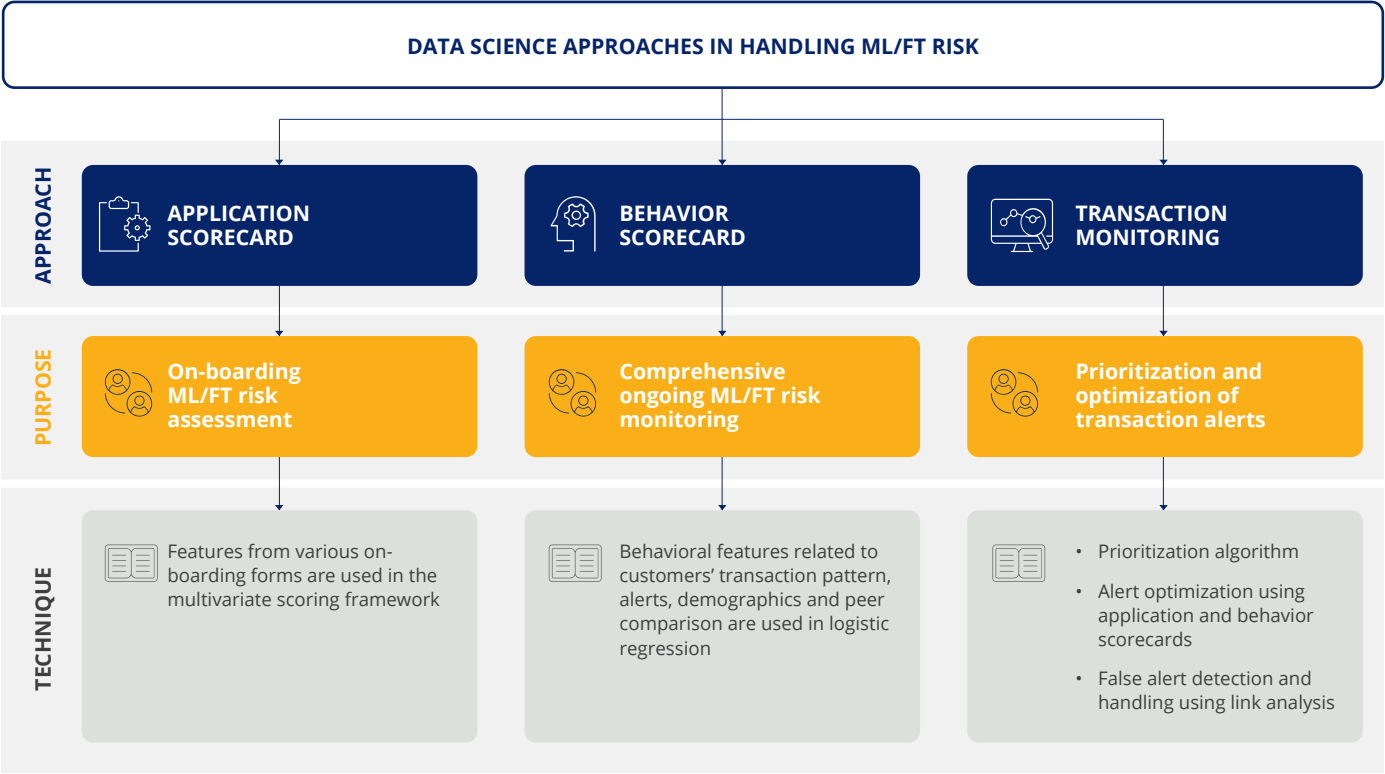 DATA SCIENCE APPROACHES IN HANDLING ML/FT RISK
APPROACH
APPLICATION
SCORECARD
BEHAVIOR
SCORECARD
TRANSACTION
MONITORING
PURPOSE
On-boarding
ML/FT risk
assessment
Comprehensive
ongoing ML/FT risk
monitoring
Prioritization and
optimization of
transaction alerts
TECHNIQUE
Features from various on-
boarding forms are used in the
multivariate scoring framework
Behavioral features related to
customers’ transaction pattern,
alerts, demographics and peer
comparison are used in logistic
regression
• Prioritization algorithm
• Alert optimization using
application and behavior
scorecards
• False alert detection and
handling using link analysis